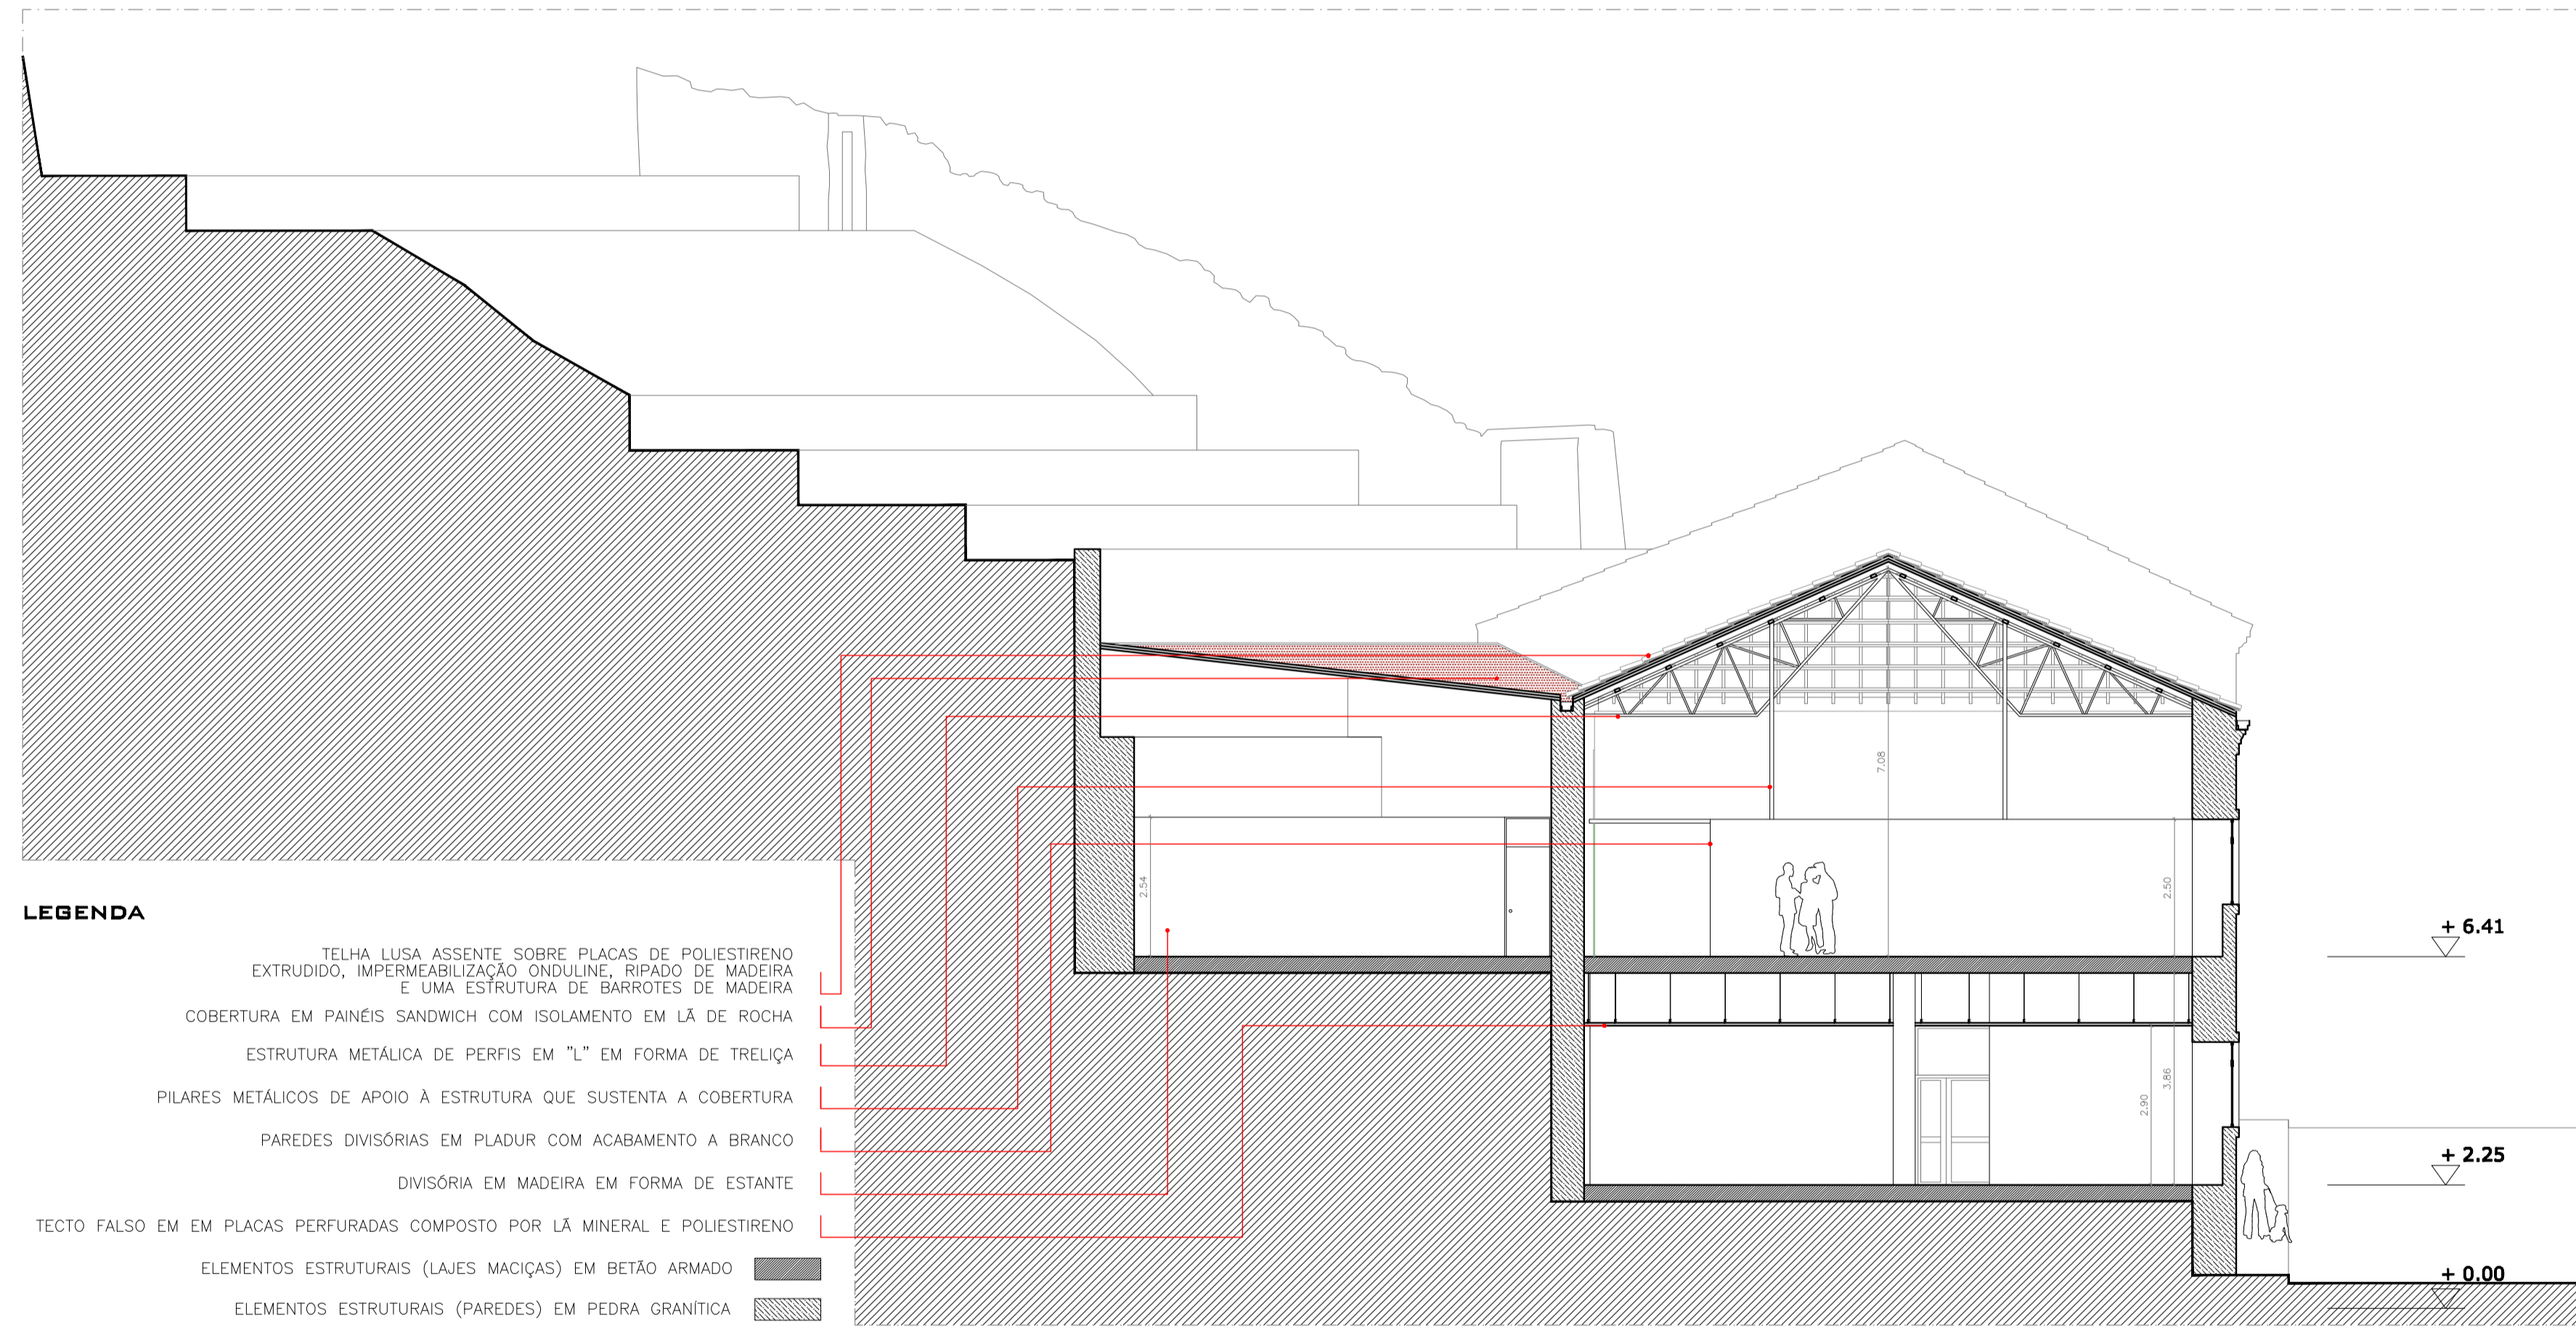 7.08
2.54
2.50
LEGENDA
+ 6.41
TELHA LUSA ASSENTE SOBRE PLACAS DE POLIESTIRENO
EXTRUDIDO, IMPERMEABILIZAÇÃO ONDULINE, RIPADO DE MADEIRA
E UMA ESTRUTURA DE BARROTES DE MADEIRA
COBERTURA EM PAINÉIS SANDWICH COM ISOLAMENTO EM LÃ DE ROCHA
ESTRUTURA METÁLICA DE PERFIS EM "L" EM FORMA DE TRELIÇA
3.86
PILARES METÁLICOS DE APOIO À ESTRUTURA QUE SUSTENTA A COBERTURA
2.90
PAREDES DIVISÓRIAS EM PLADUR COM ACABAMENTO A BRANCO
+ 2.25
DIVISÓRIA EM MADEIRA EM FORMA DE ESTANTE
TECTO FALSO EM EM PLACAS PERFURADAS COMPOSTO POR LÃ MINERAL E POLIESTIRENO
ELEMENTOS ESTRUTURAIS (LAJES MACIÇAS) EM BETÃO ARMADO
+ 0.00
ELEMENTOS ESTRUTURAIS (PAREDES) EM PEDRA GRANÍTICA